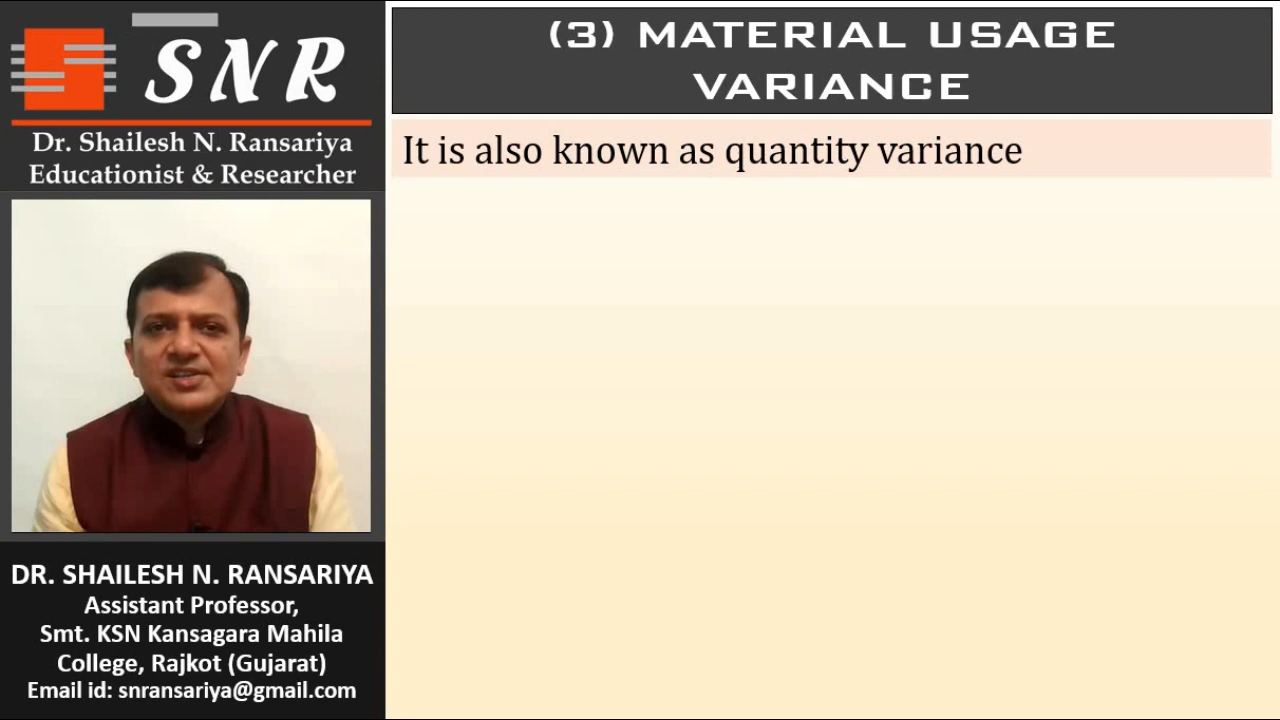 SNR
Dr. Shailesh N. Ransariya
Educationist & Researcher
DR. SHAILESH N. RANSARIYA
Assistant Professor,
Smt. KSN Kansagara Mahila
College, Rajkot (Gujarat)
Email id: snransariya@gmail.com
(3) MATERIAL USAGE
VARIANCE
It is also known as quantity variance